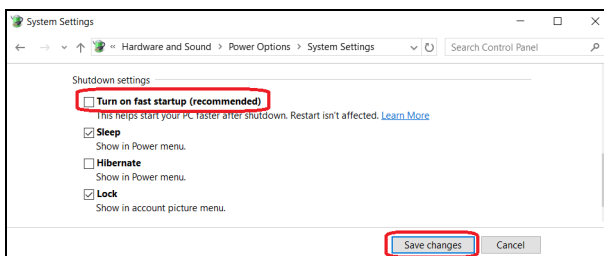 System Settings
« Hardware and Sound > Power Options > System Settings
Search Control Panel
Shutdown settings
Turn on fast startup (recommended)
This helps start your PC faster after shutdown. Restart isn't affected. Learn More
Sleep
Show in Power menu.
Hibernate
Show in Power menu.
Lock
Show in account picture menu.
Save changes
Cancel